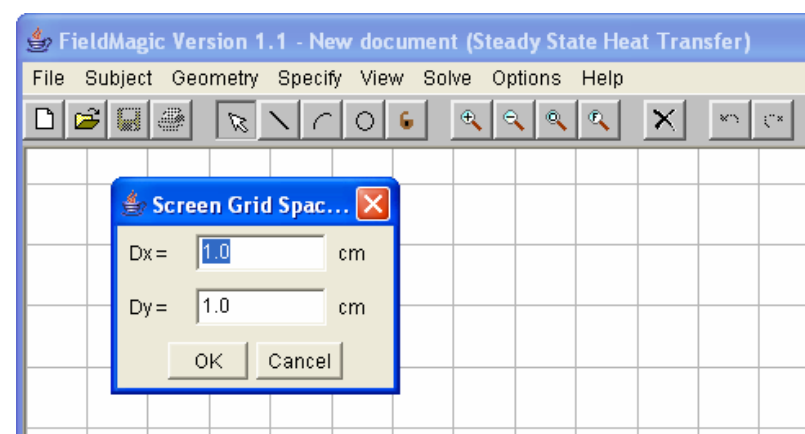 FieldMagic Version 1.1 - New document (Steady State Heat Transfer)
File Subject Geometry Specify View Solve Options Help
Screen Grid Spac...
Dx= 1.0 cm
Dy= 1.0 cm
OK Cancel